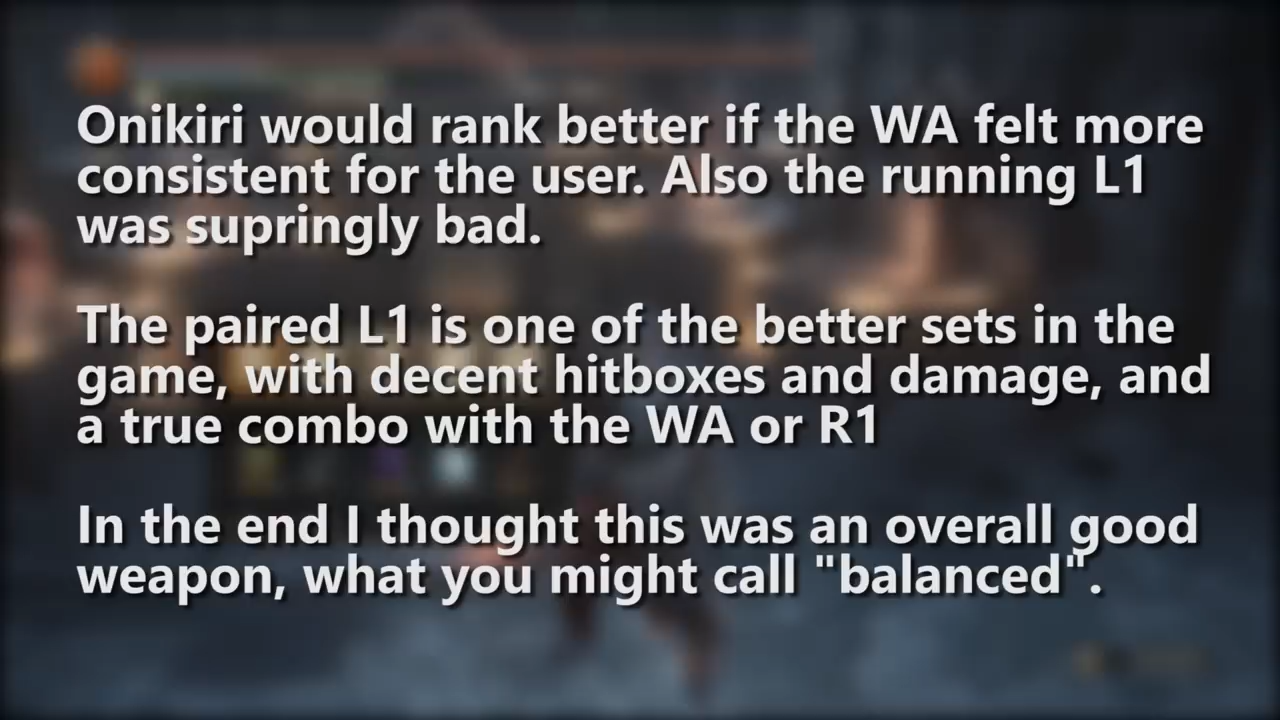 Onikiri would rank better if the WA felt more
consistent for the user. Also the running L1
was supringly bad.
The paired L1 is one of the better sets in the
game, with decent hitboxes and damage, and
a true combo with the WA or R1
In the end I thought this was an overall good
weapon, what you might call "balanced".